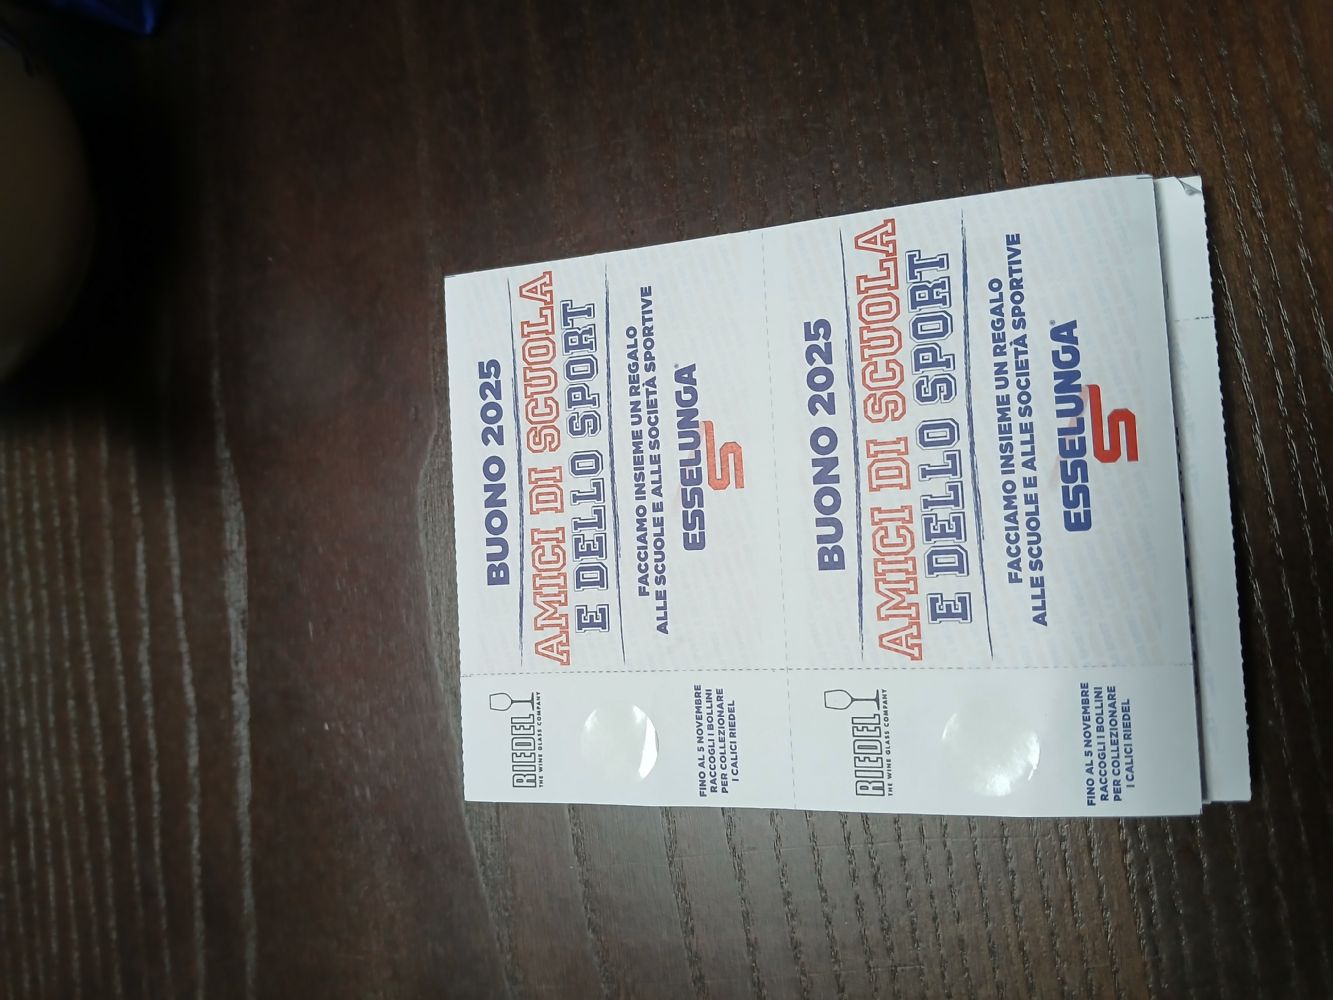 BUONO 2025
AMICI DI SCUOLA
E DELLO SPORT
FACCIAMO INSIEME UN REGALO
ALLE SCUOLE E ALLE SOCIETÀ SPORTIVE
ESSELUNGA®
S
RIEDEL
THE WINE GLASS COMPANY
FINO AL 5 NOVEMBRE
RACCOGLI I BOLLINI
PER COLLEZIONARE
I CALICI RIEDEL
BUONO 2025
AMICI DI SCUOLA
E DELLO SPORT
FACCIAMO INSIEME UN REGALO
ALLE SCUOLE E ALLE SOCIETÀ SPORTIVE
ESSELUNGA®
S
RIEDEL
THE WINE GLASS COMPANY
FINO AL 5 NOVEMBRE
RACCOGLI I BOLLINI
PER COLLEZIONARE
I CALICI RIEDEL